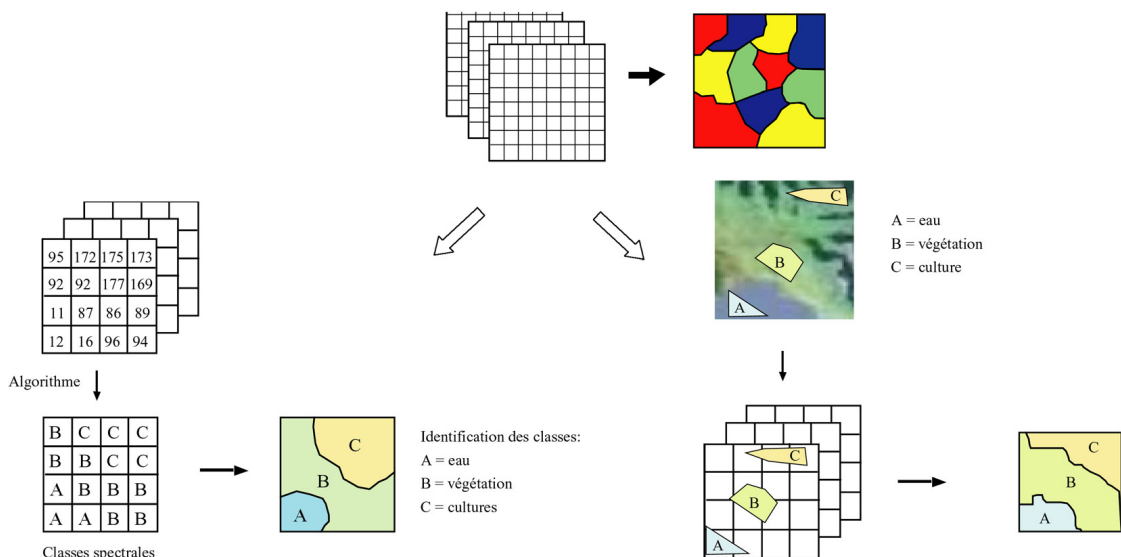 C
B
A
A = eau
B = végétation
C = culture
95 172 175 173
92 92 177 169
11 87 86 89
12 16 96 94
Algorithme
B C C C
B B C C
A B B B
A A B B
Classes spectrales
C
B
A
Identification des classes:
A = eau
B = végétation
C = cultures
C
B
A
C
B
A